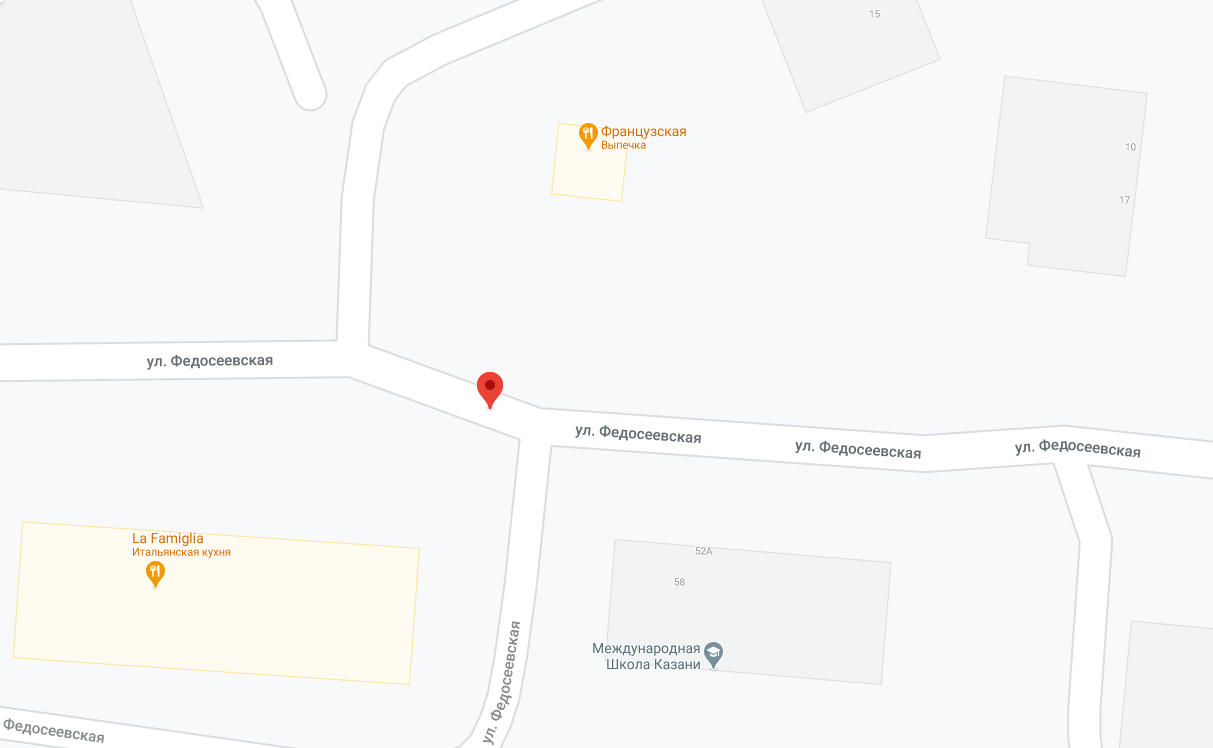 15
Французская
Выпечка
10
17
ул. Федосеевская
ул. Федосеевская
ул. Федосеевская
ул. Федосеевская
La Famiglia
Итальянская кухня
52А
58
Международная
Школа Казани
ул. Федосеевская
Федосеевская